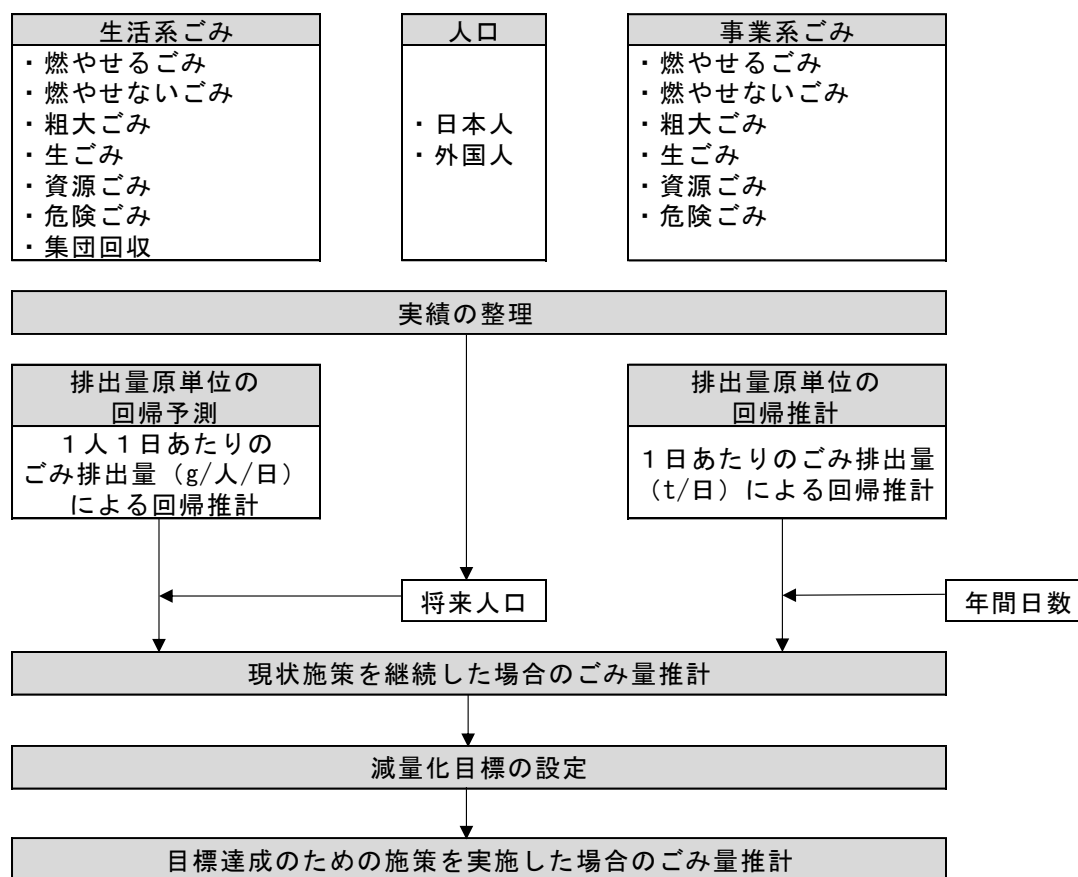 生活系ごみ
・燃やせるごみ
・燃やせないごみ
・粗大ごみ
・生ごみ
・資源ごみ
・危険ごみ
・集団回収
人口
・日本人
・外国人
事業系ごみ
・燃やせるごみ
・燃やせないごみ
・粗大ごみ
・生ごみ
・資源ごみ
・危険ごみ
実績の整理
排出量原単位の
回帰予測
１人１日あたりの
ごみ排出量（g/人/日）
による回帰推計
排出量原単位の
回帰推計
１日あたりのごみ排出量
（t/日）による回帰推計
将来人口
年間日数
現状施策を継続した場合のごみ量推計
減量化目標の設定
目標達成のための施策を実施した場合のごみ量推計